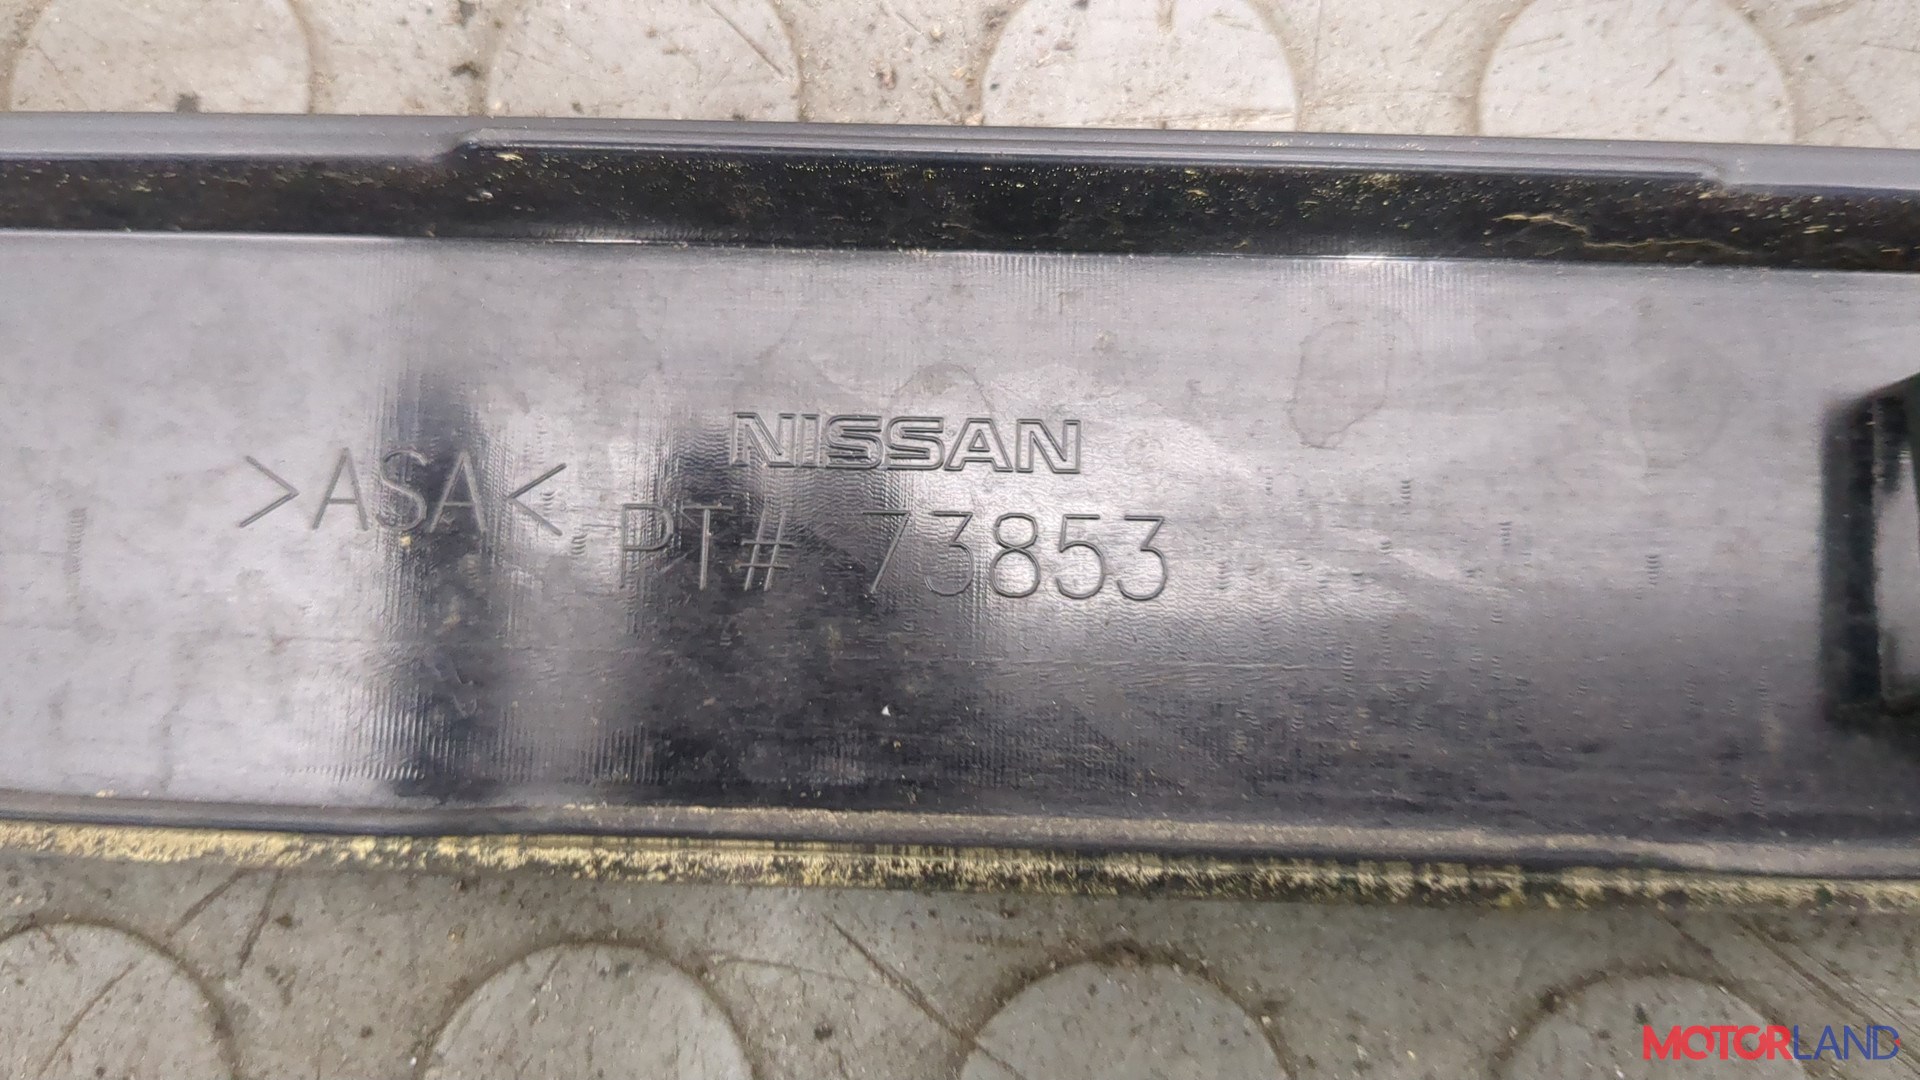 NISSAN
>ASA<
PT# 73853
MOTORLAND